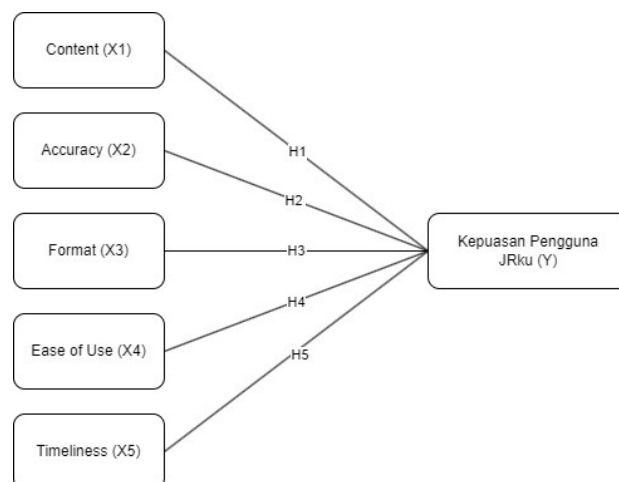 Content (X1)
H1
Accuracy (X2)
H2
Format (X3)
H3
Kepuasan Pengguna
JRku (Y)
Ease of Use (X4)
H4
Timeliness (X5)
H5